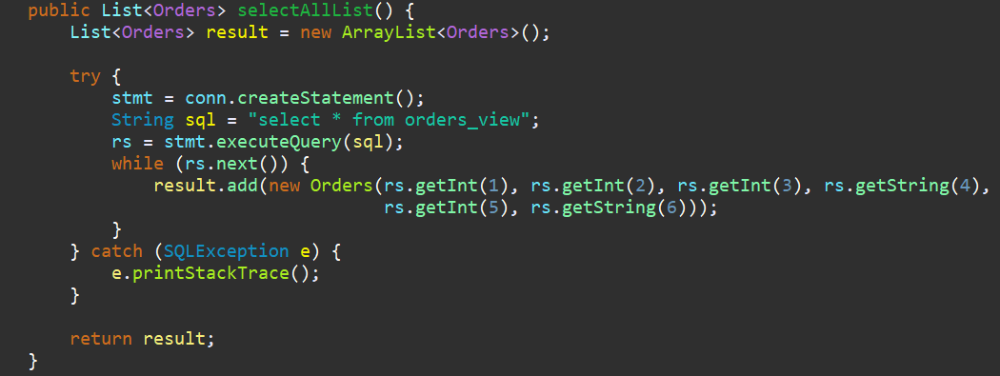 public List<Orders> selectAllList() {
    List<Orders> result = new ArrayList<Orders>();
    try {
        stmt = conn.createStatement();
        String sql = "select * from orders_view";
        rs = stmt.executeQuery(sql);
        while (rs.next()) {
            result.add(new Orders(rs.getInt(1), rs.getInt(2), rs.getInt(3), rs.getString(4),
                                  rs.getInt(5), rs.getString(6)));
        }
    } catch (SQLException e) {
        e.printStackTrace();
    }
    return result;
}